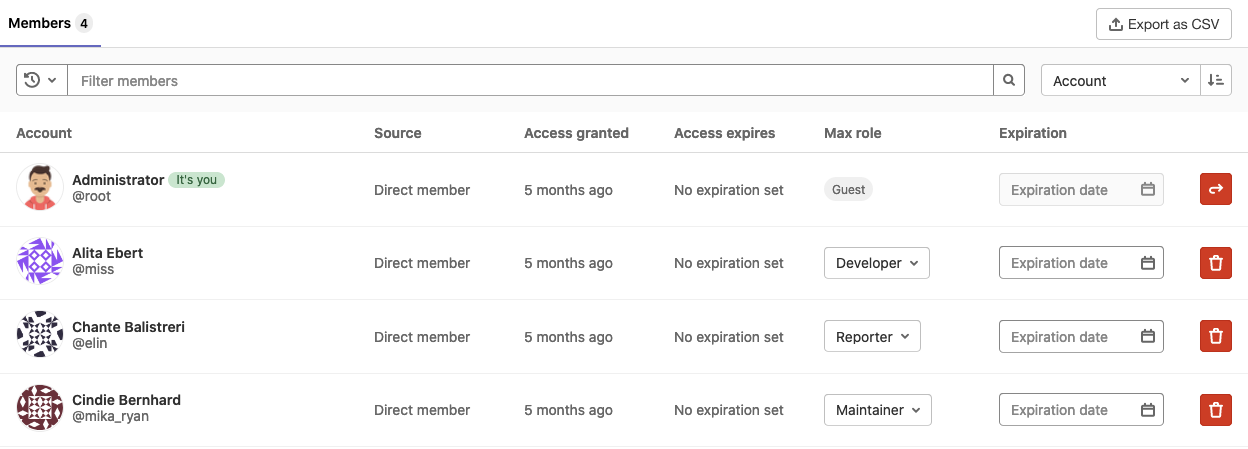 Members 4
Export as CSV
Filter members
Account
Account Source Access granted Access expires Max role Expiration
Administrator It's you
@root
Direct member 5 months ago No expiration set Guest Expiration date
Alita Ebert
@miss
Direct member 5 months ago No expiration set Developer Expiration date
Chante Balistreri
@elin
Direct member 5 months ago No expiration set Reporter Expiration date
Cindie Bernhard
@mika_ryan
Direct member 5 months ago No expiration set Maintainer Expiration date